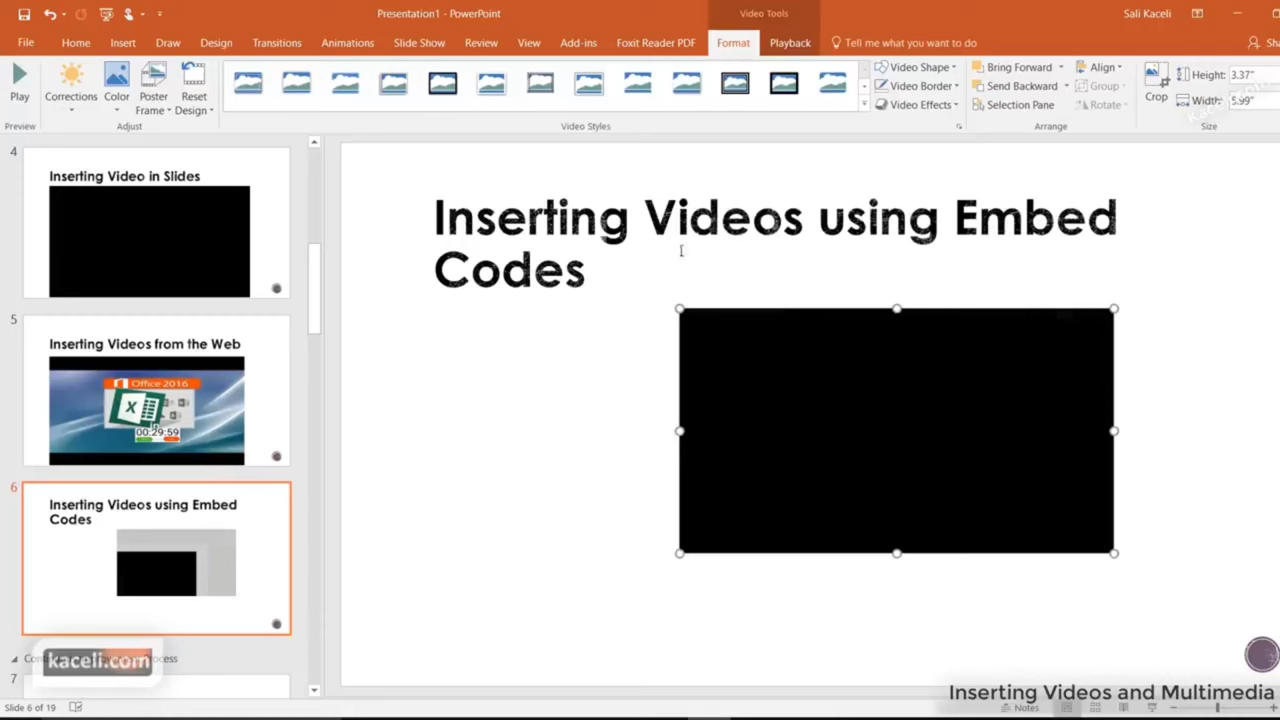 Presentation1 - PowerPoint
Video Tools
Sali Kaceli
File Home Insert Draw Design Transitions Animations Slide Show Review View Add-ins Foxit Reader PDF Format Playback Tell me what you want to do
Play Corrections Color Poster Frame Reset Design
Video Shape
Video Border
Video Effects
Bring Forward
Send Backward
Selection Pane
Align
Group
Rotate
Crop
Height: 3.37"
Width: 5.99"
Preview Adjust Video Styles Arrange Size
4
Inserting Video in Slides
5
Inserting Videos from the Web
Office 2016
00:29:59
6
Inserting Videos using Embed
Codes
kaceli.com
7
Inserting Videos using Embed
Codes
Inserting Videos and Multimedia
Slide 6 of 19
Notes